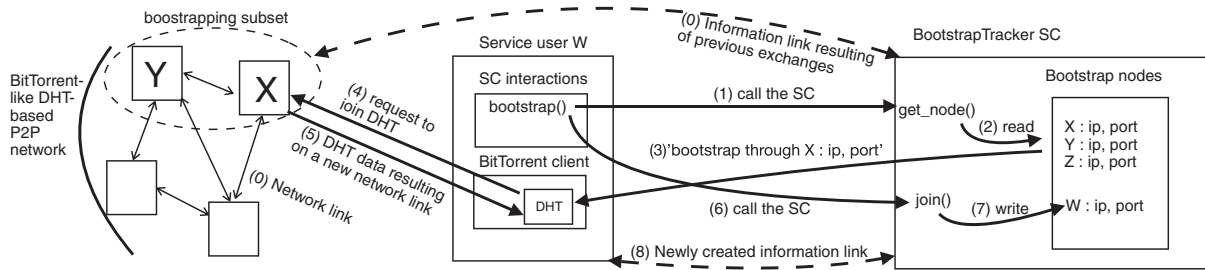 boostrapping subset
BitTorrent-
like DHT-
based
P2P
network
Y
X
(0) Network link
(4) request to
join DHT
(5) DHT data resulting
on a new network link
(0) Information link resulting
of previous exchanges
Service user W
SC interactions
bootstrap()
BitTorrent client
DHT
(1) call the SC
(3)'bootstrap through X : ip, port'
(6) call the SC
(8) Newly created information link
BootstrapTracker SC
Bootstrap nodes
get_node()
(2) read
X : ip, port
Y : ip, port
Z : ip, port
join()
(7) write
W : ip, port